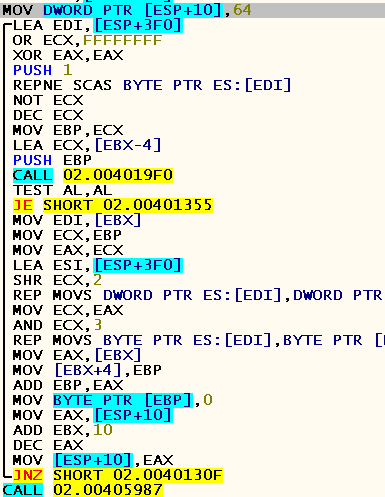 MOV DWORD PTR [ESP+10],64
LEA EDI,[ESP+3F0]
OR ECX,FFFFFFFF
XOR EAX,EAX
PUSH 1
REPNE SCAS BYTE PTR ES:[EDI]
NOT ECX
DEC ECX
MOV EBP,ECX
LEA ECX,[EBX-4]
PUSH EBP
CALL 02.004019F0
TEST AL,AL
JE SHORT 02.00401355
MOV EDI,[EBX]
MOV ECX,EBP
MOV EAX,ECX
LEA ESI,[ESP+3F0]
SHR ECX,2
REP MOVS DWORD PTR ES:[EDI],DWORD PTR
MOV ECX,EAX
AND ECX,3
REP MOVS BYTE PTR ES:[EDI],BYTE PTR [
MOV EAX,[EBX]
MOV [EBX+4],EBP
ADD EBP,EAX
MOV BYTE PTR [EBP],0
MOV EAX,[ESP+10]
ADD EBX,10
DEC EAX
MOV [ESP+10],EAX
JNZ SHORT 02.0040130F
CALL 02.00405987